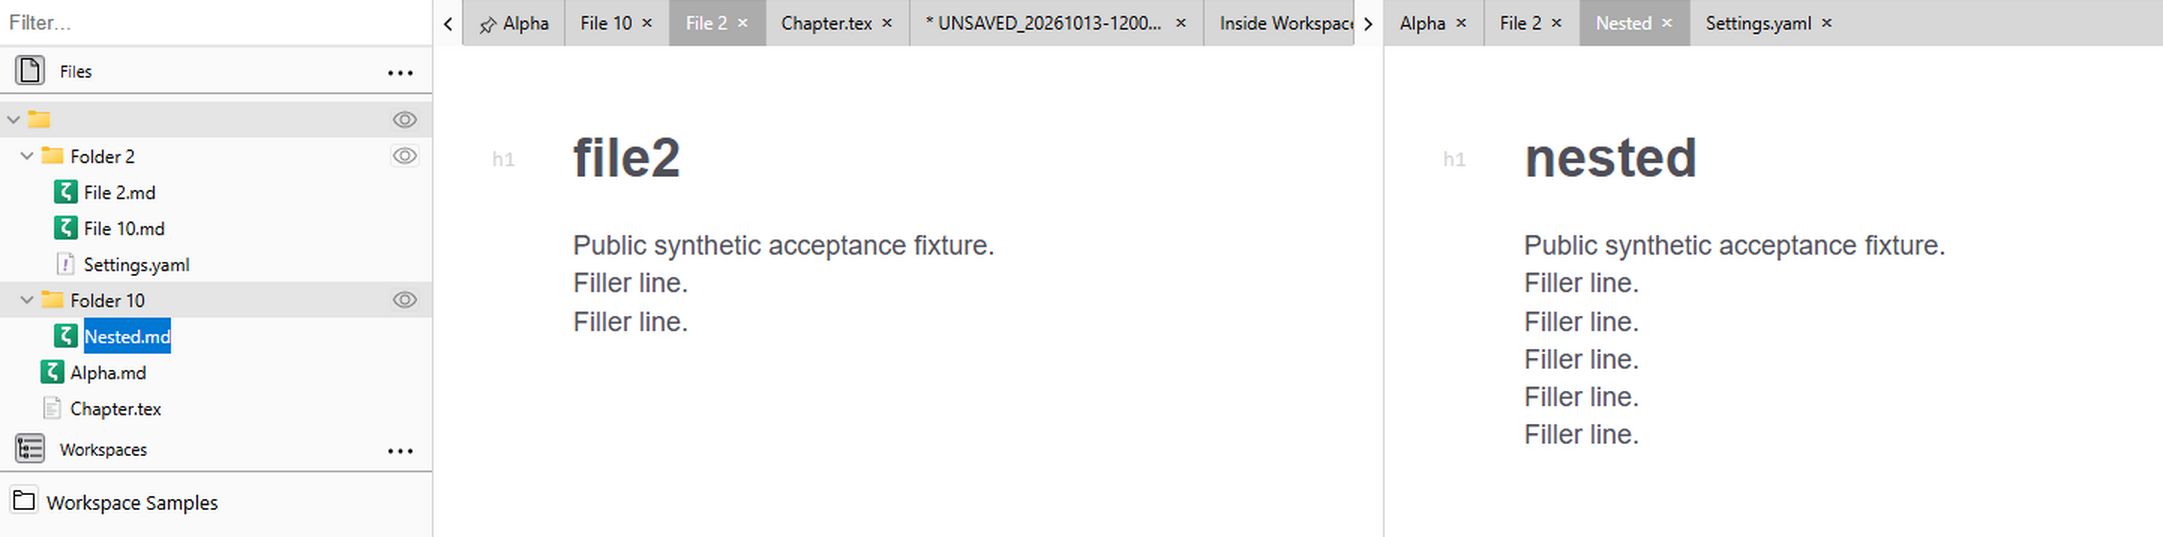 Filter...
Files
Folder 2
File 2.md
File 10.md
Settings.yaml
Folder 10
Nested.md
Alpha.md
Chapter.tex
Workspaces
Workspace Samples
Alpha
File 10
File 2
Chapter.tex
* UNSAVED_20261013-1200...
Inside Workspac
h1
file2
Public synthetic acceptance fixture.
Filler line.
Filler line.
Alpha
File 2
Nested
Settings.yaml
h1
nested
Public synthetic acceptance fixture.
Filler line.
Filler line.
Filler line.
Filler line.
Filler line.